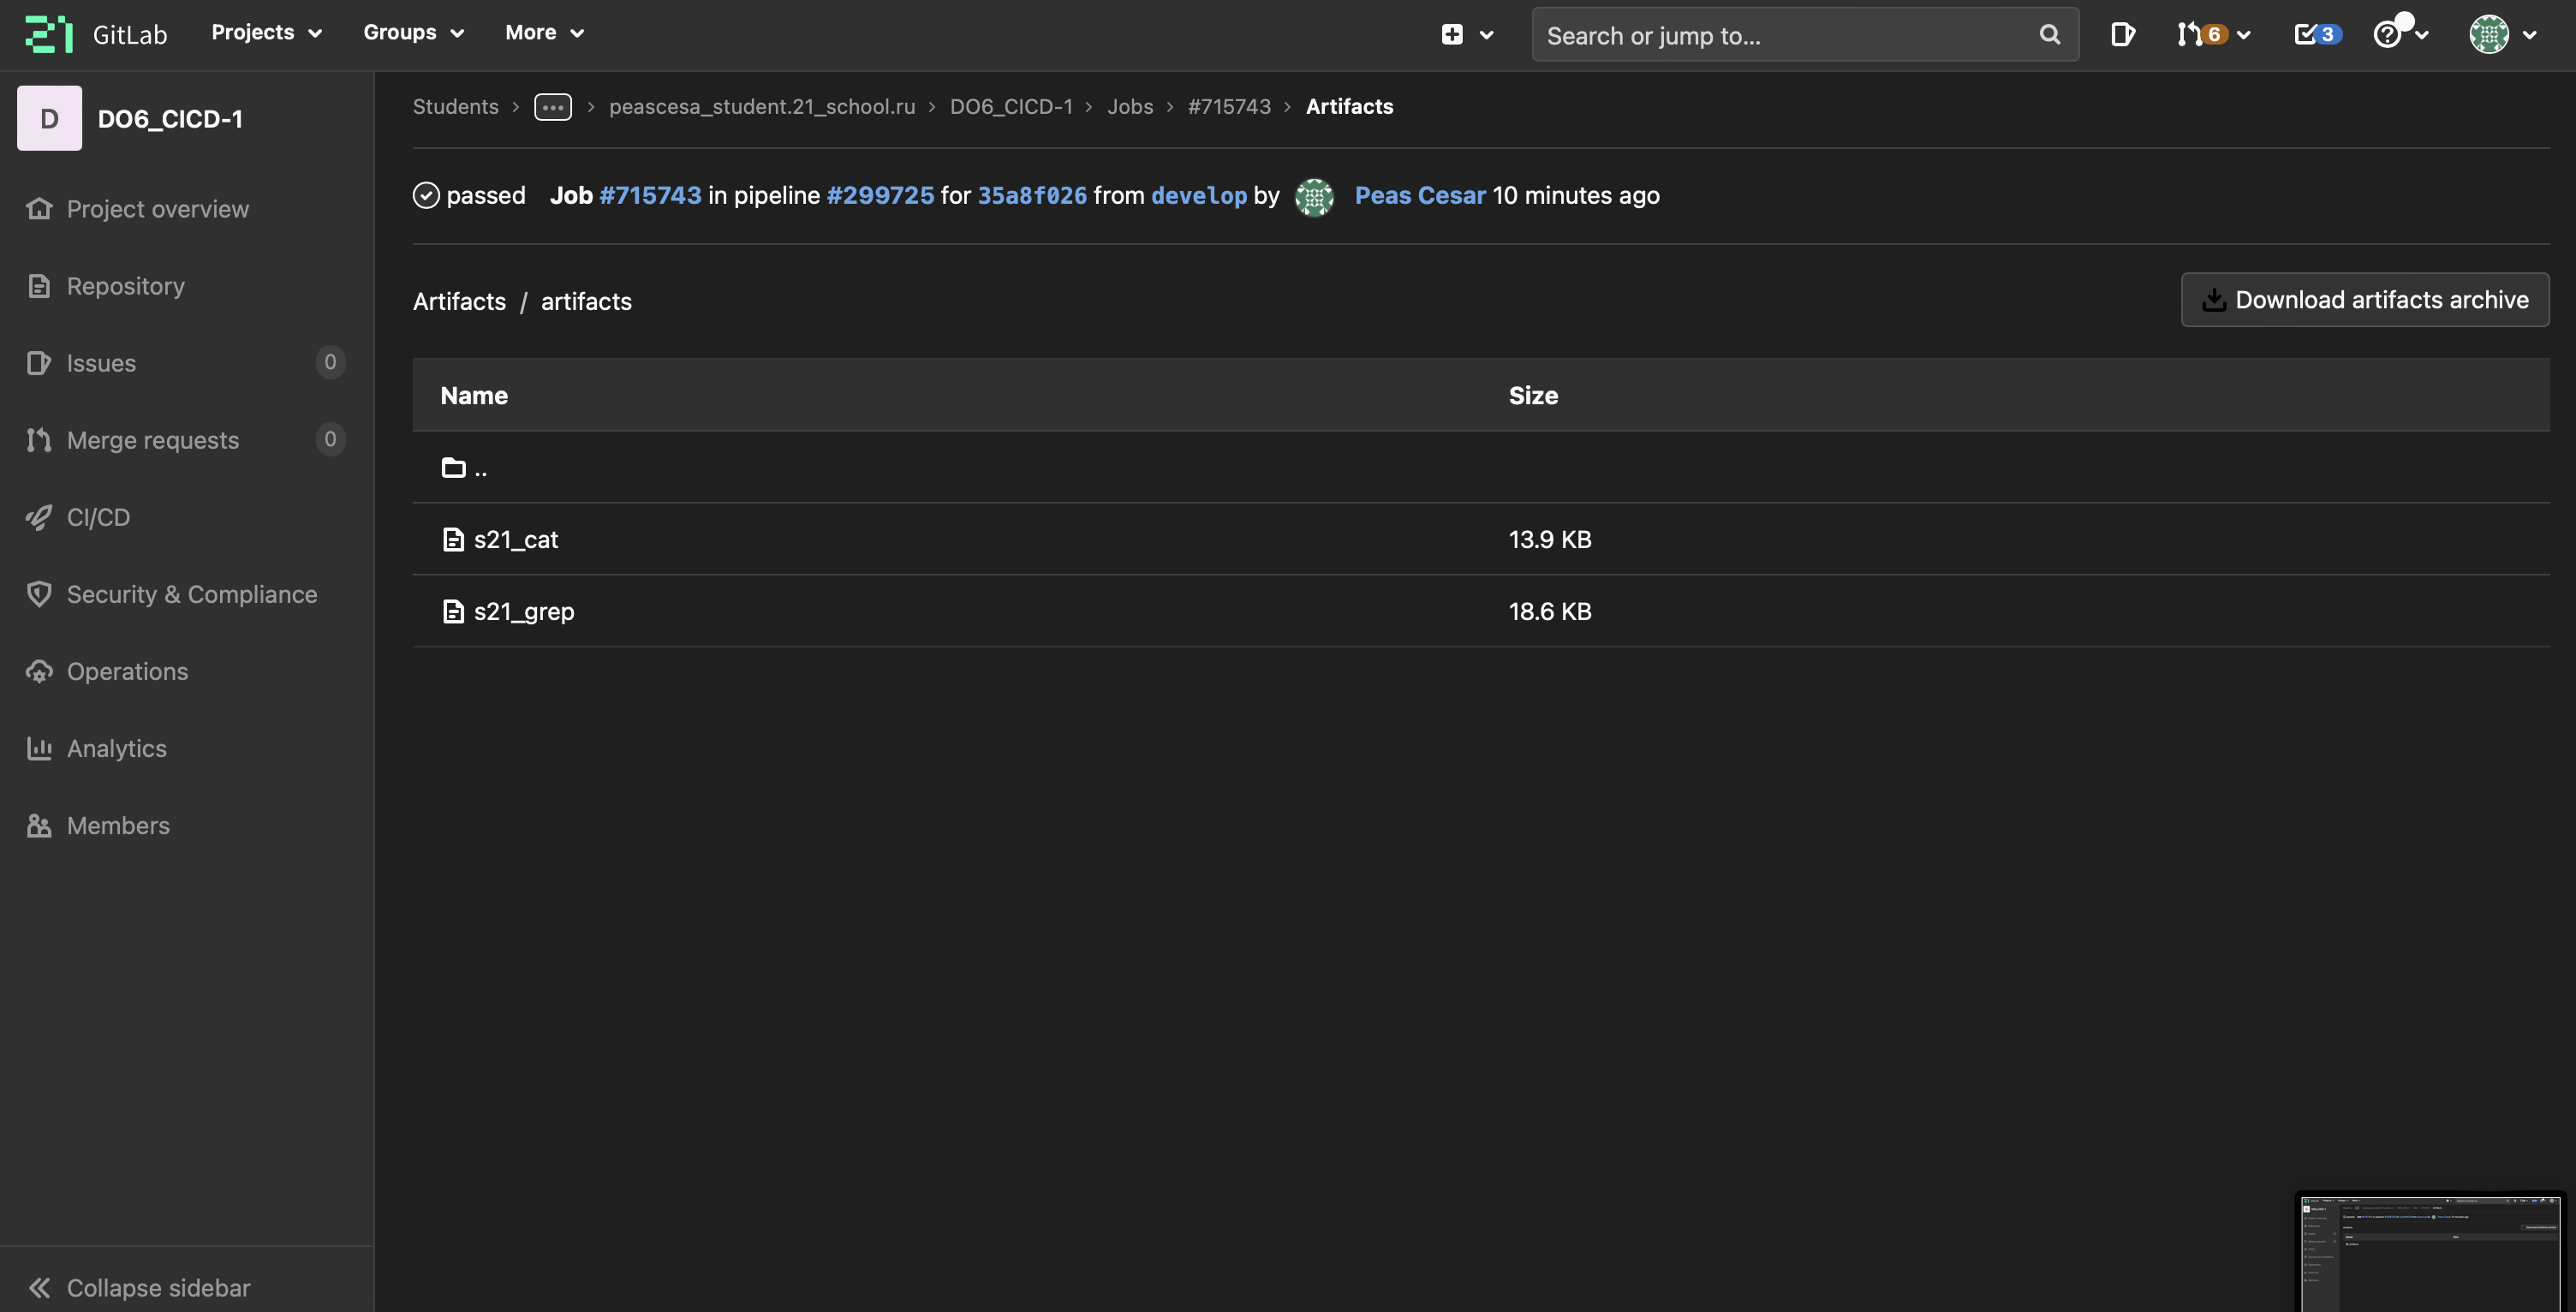 GitLab Projects Groups More Search or jump to... 6 3
D DO6_CICD-1
Project overview
Repository
Issues 0
Merge requests 0
CI/CD
Security & Compliance
Operations
Analytics
Members
Collapse sidebar
Students > ... > peascesa_student.21_school.ru > DO6_CICD-1 > Jobs > #715743 > Artifacts
passed Job #715743 in pipeline #299725 for 35a8f026 from develop by Peas Cesar 10 minutes ago
Artifacts / artifacts
Download artifacts archive
Name Size
..
s21_cat 13.9 KB
s21_grep 18.6 KB